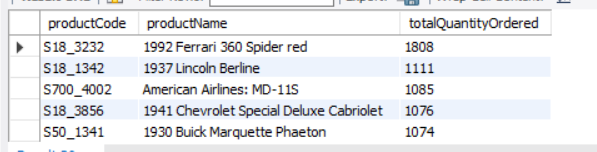 productCode productName totalQuantityOrdered
S18_3232 1992 Ferrari 360 Spider red 1808
S18_1342 1937 Lincoln Berline 1111
S700_4002 American Airlines: MD-11S 1085
S18_3856 1941 Chevrolet Special Deluxe Cabriolet 1076
S50_1341 1930 Buick Marquette Phaeton 1074